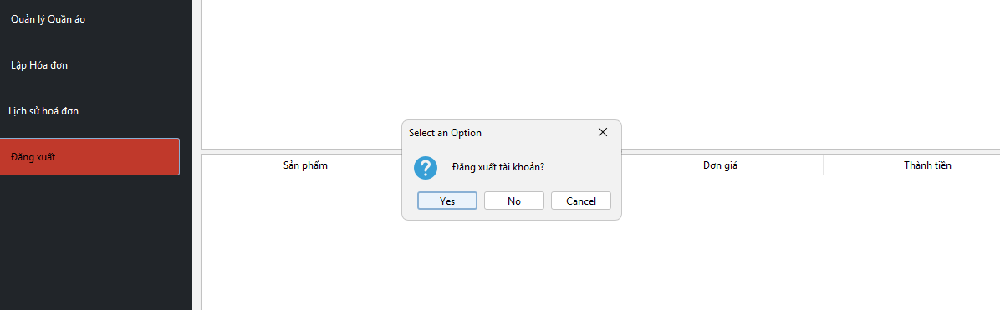 Quản lý Quần áo
Lập Hóa đơn
Lịch sử hoá đơn
Đăng xuất
Select an Option
Đăng xuất tài khoản?
Yes No Cancel
Sản phẩm Đơn giá Thành tiền